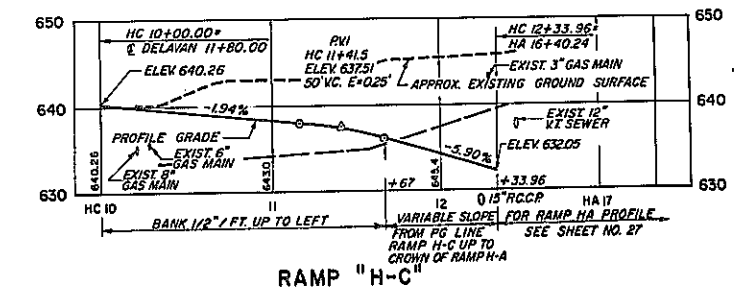 650
HC 10+00.00=
℄ DELAVAN 11+80.00
ELEV. 640.26
P.V.I
HC 11+41.5
ELEV. 637.51
50' V.C. E=0.25'
HC 12+33.96=
HA 16+40.24
650
EXIST. 3" GAS MAIN
APPROX. EXISTING GROUND SURFACE
640
-1.94%
640
PROFILE GRADE
EXIST. 6"
GAS MAIN
EXIST. 8"
GAS MAIN
EXIST. 12"
V.T. SEWER
-5.90%
ELEV. 632.05
630
640.26
643.0
+67
645.4
+33.96
630
HC 10
11
12
15" R.C.P.
HA 17
BANK 1/2"/FT. UP TO LEFT
VARIABLE SLOPE
FROM PG LINE
RAMP H-C UP TO
CROWN OF RAMP H-A
FOR RAMP HA PROFILE
SEE SHEET NO. 27
RAMP "H-C"